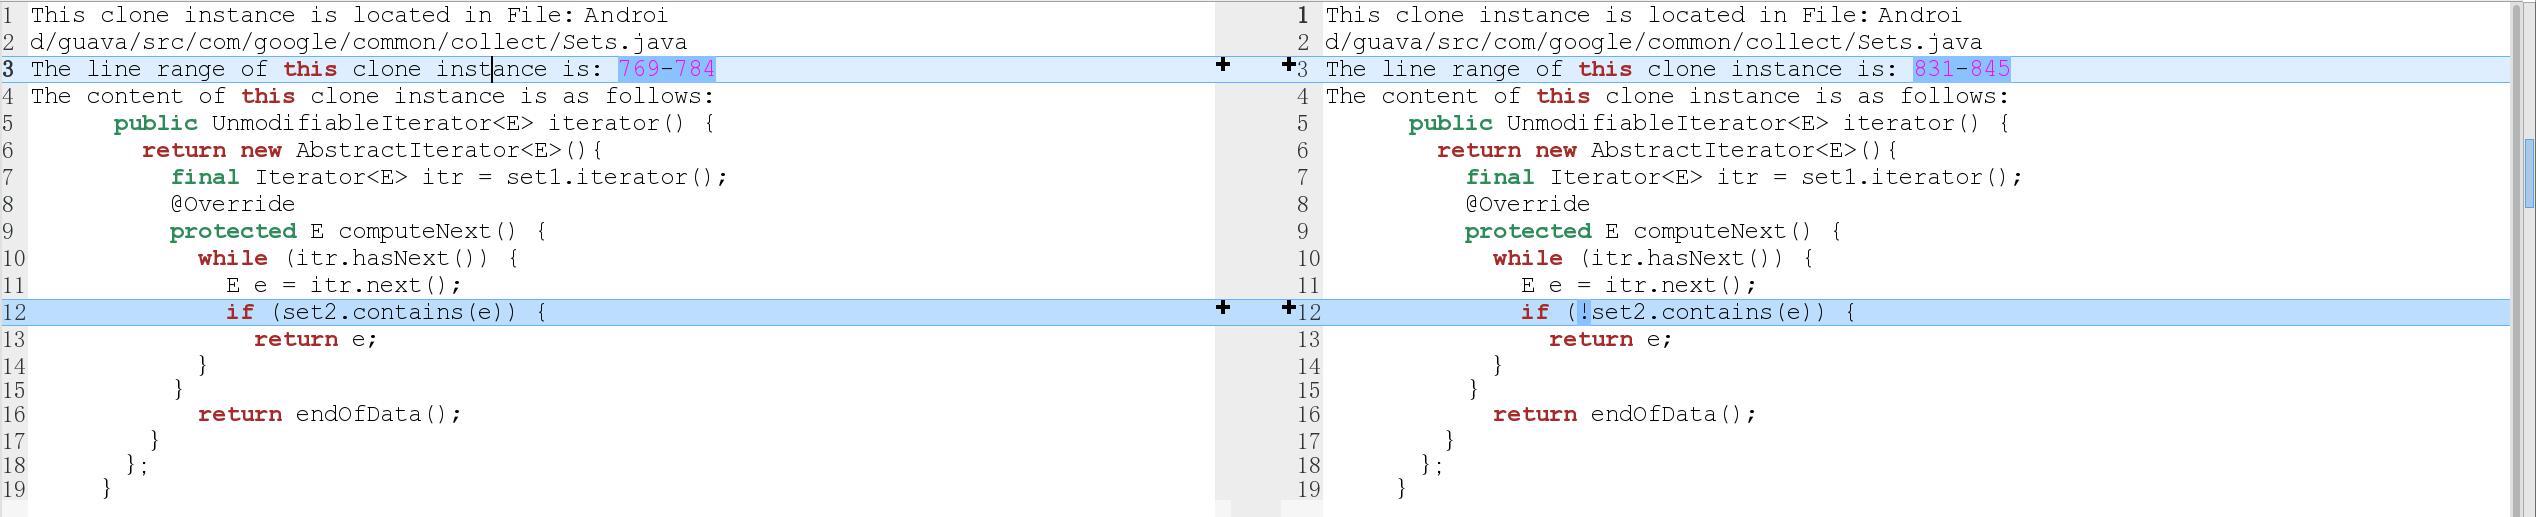 1 This clone instance is located in File: Androi
2 d/guava/src/com/google/common/collect/Sets.java
3 The line range of this clone instance is: 769-784
4 The content of this clone instance is as follows:
5 public UnmodifiableIterator<E> iterator() {
6 return new AbstractIterator<E>(){
7 final Iterator<E> itr = set1.iterator();
8 @Override
9 protected E computeNext() {
10 while (itr.hasNext()) {
11 E e = itr.next();
12 if (set2.contains(e)) {
13 return e;
14 }
15 }
16 return endOfData();
17 }
18 };
19 }
1 This clone instance is located in File: Androi
2 d/guava/src/com/google/common/collect/Sets.java
3 The line range of this clone instance is: 831-845
4 The content of this clone instance is as follows:
5 public UnmodifiableIterator<E> iterator() {
6 return new AbstractIterator<E>(){
7 final Iterator<E> itr = set1.iterator();
8 @Override
9 protected E computeNext() {
10 while (itr.hasNext()) {
11 E e = itr.next();
12 if (!set2.contains(e)) {
13 return e;
14 }
15 }
16 return endOfData();
17 }
18 };
19 }